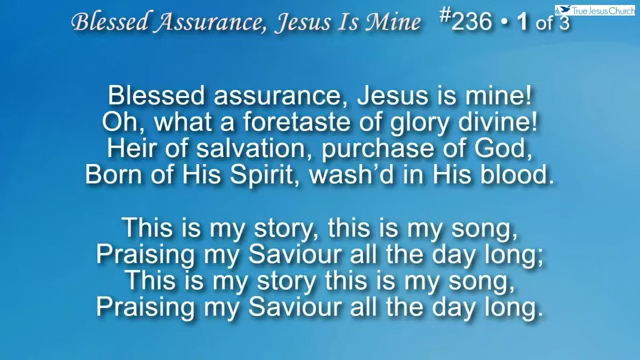 Blessed Assurance, Jesus Is Mine #236 • 1 of 3
True Jesus Church
Blessed assurance, Jesus is mine!
Oh, what a foretaste of glory divine!
Heir of salvation, purchase of God,
Born of His Spirit, wash’d in His blood.
This is my story, this is my song,
Praising my Saviour all the day long;
This is my story this is my song,
Praising my Saviour all the day long.